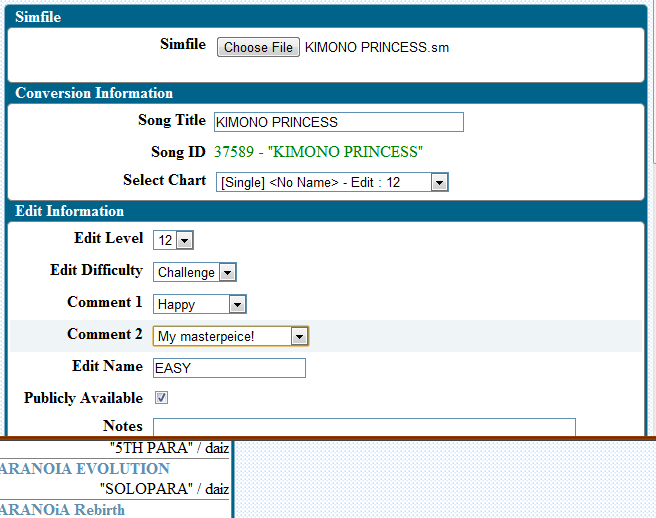 Simfile
Simfile Choose File KIMONO PRINCESS.sm
Conversion Information
Song Title KIMONO PRINCESS
Song ID 37589 - "KIMONO PRINCESS"
Select Chart [Single] <No Name> - Edit : 12
Edit Information
Edit Level 12
Edit Difficulty Challenge
Comment 1 Happy
Comment 2 My masterpeice!
Edit Name EASY
Publicly Available
Notes
"5TH PARA" / daiz
ARANOIA EVOLUTION
"SOLOPARA" / daiz
ARANOiA Rebirth